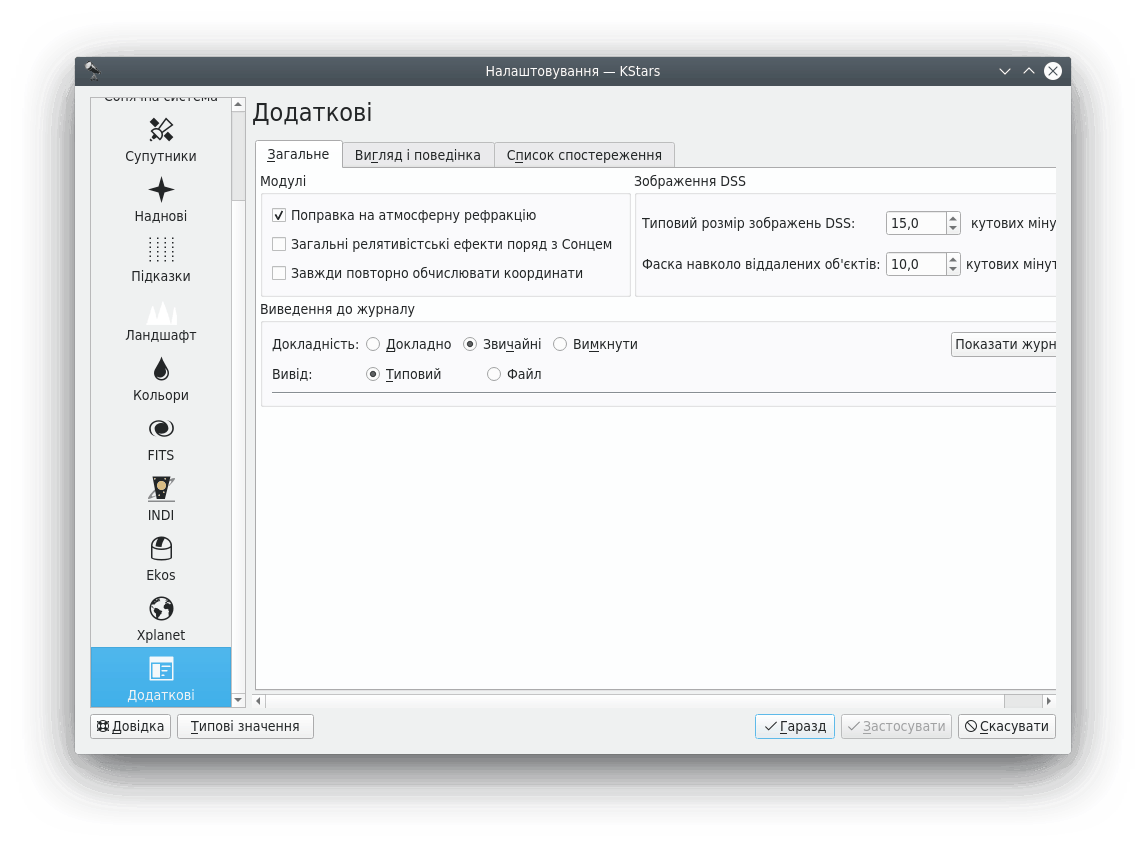 Налаштовування — KStars
Сонячна система
Супутники
Наднові
Підказки
Ландшафт
Кольори
FITS
INDI
Ekos
Xplanet
Додаткові
Додаткові
Загальне Вигляд і поведінка Список спостереження
Модулі
Поправка на атмосферну рефракцію
Загальні релятивістські ефекти поряд з Сонцем
Завжди повторно обчислювати координати
Зображення DSS
Типовий розмір зображень DSS: 15,0 кутових міну
Фаска навколо віддалених об'єктів: 10,0 кутових мінут
Виведення до журналу
Докладність: Докладно Звичайні Вимкнути Показати журн
Вивід: Типовий Файл
Довідка Типові значення Гаразд Застосувати Скасувати